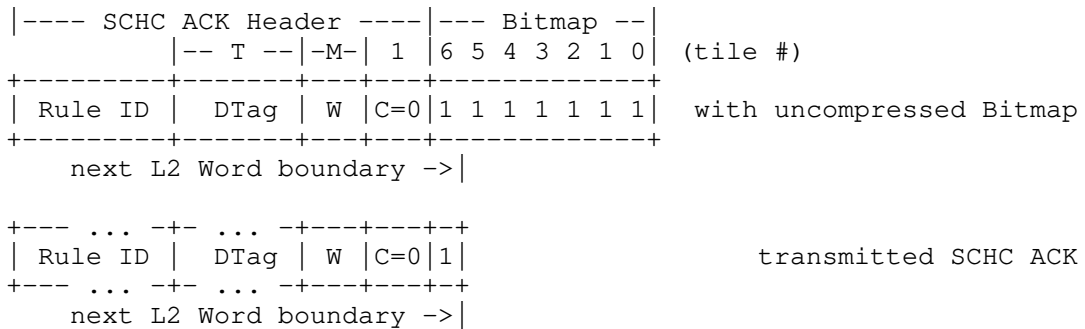 |---- SCHC ACK Header ----|--- Bitmap --|
|-- T --|-M-| 1 |6 5 4 3 2 1 0| (tile #)
+---------+-------+---+---+-------------+
| Rule ID | DTag | W |C=0|1 1 1 1 1 1 1| with uncompressed Bitmap
+---------+-------+---+---+-------------+
next L2 Word boundary ->|
+--- ... -+- ... -+---+---+-+
| Rule ID | DTag | W |C=0|1| transmitted SCHC ACK
+--- ... -+- ... -+---+---+-+
next L2 Word boundary ->|